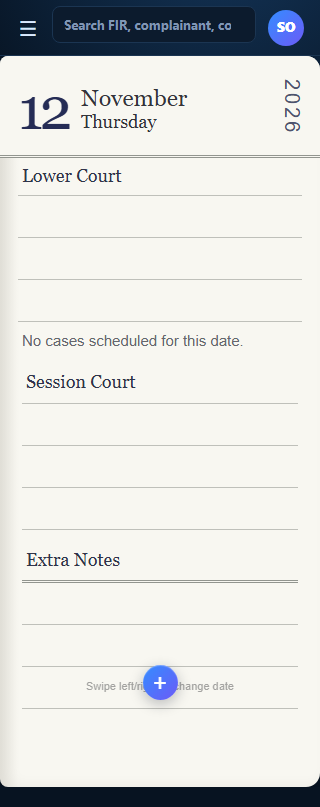 Search FIR, complainant, co
SO
12
November
Thursday
2026
Lower Court
No cases scheduled for this date.
Session Court
Extra Notes
+
Swipe left/ri change date